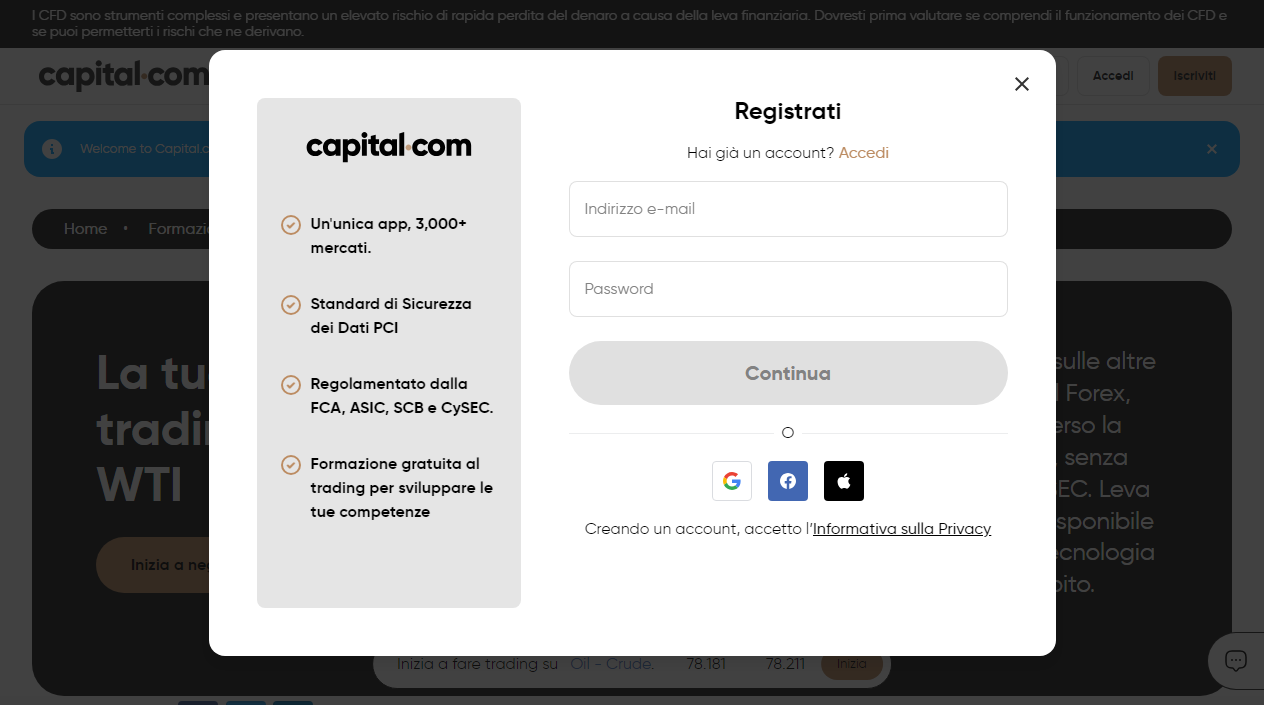 I CFD sono strumenti complessi e presentano un elevato rischio di rapida perdita del denaro a causa della leva finanziaria. Dovresti prima valutare se comprendi il funzionamento dei CFD e
se puoi permetterti i rischi che ne derivano.
capital.com
Accedi
Iscriviti
Welcome to Capital.c
Home • Formazi
La tu
tradi
WTI
Inizia a ne
sulle altre
Forex,
erso la
senza
EC. Leva
sponibile
ecnologia
bito.
capital.com
Un'unica app, 3,000+
mercati.
Standard di Sicurezza
dei Dati PCI
Regolamentato dalla
FCA, ASIC, SCB e CySEC.
Formazione gratuita al
trading per sviluppare le
tue competenze
Registrati
Hai già un account? Accedi
Indirizzo e-mail
Password
Continua
O
Creando un account, accetto l'Informativa sulla Privacy
Inizia a fare trading su Oil - Crude. 78.181 78.211 Inizia